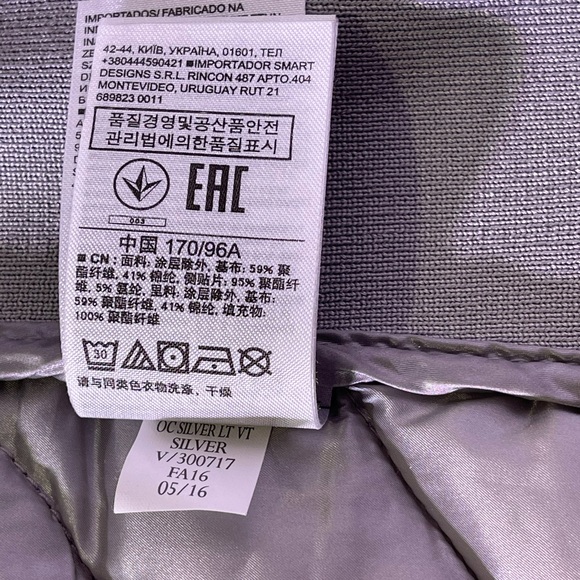 IMPORTADOS/ FABRICADO NA
42-44, КИЇВ, УКРАЇНА, 01601, ТЕЛ
+380444590421 ■IMPORTADOR SMART
DESIGNS S.R.L. RINCON 487 APTO.404
MONTEVIDEO, URUGUAY RUT 21
689823 0011
품질경영및공산품안전
관리법에의한품질표시
EAC
003
中国 170/96A
■ CN : 面料: 涂层除外, 基布: 59% 聚
酯纤维, 41% 锦纶, 侧贴片: 95% 聚酯纤
维, 5% 氨纶, 里料: 涂层除外, 基布:
59% 聚酯纤维, 41% 锦纶, 填充物:
100% 聚酯纤维
30
请与同类色衣物洗涤、干燥
OC SILVER LT VT
SILVER
V/300717
FA16
05/16